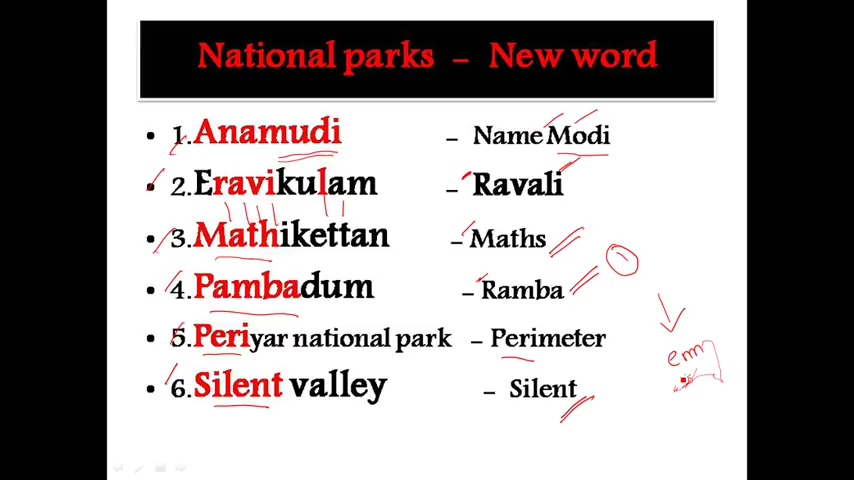 National parks – New word
• 1.Anamudi – Name Modi
• 2.Eravikulam – Ravali
• 3.Mathikettan – Maths
• 4.Pambadum – Ramba
• 5.Periyar national park – Perimeter
• 6.Silent valley – Silent